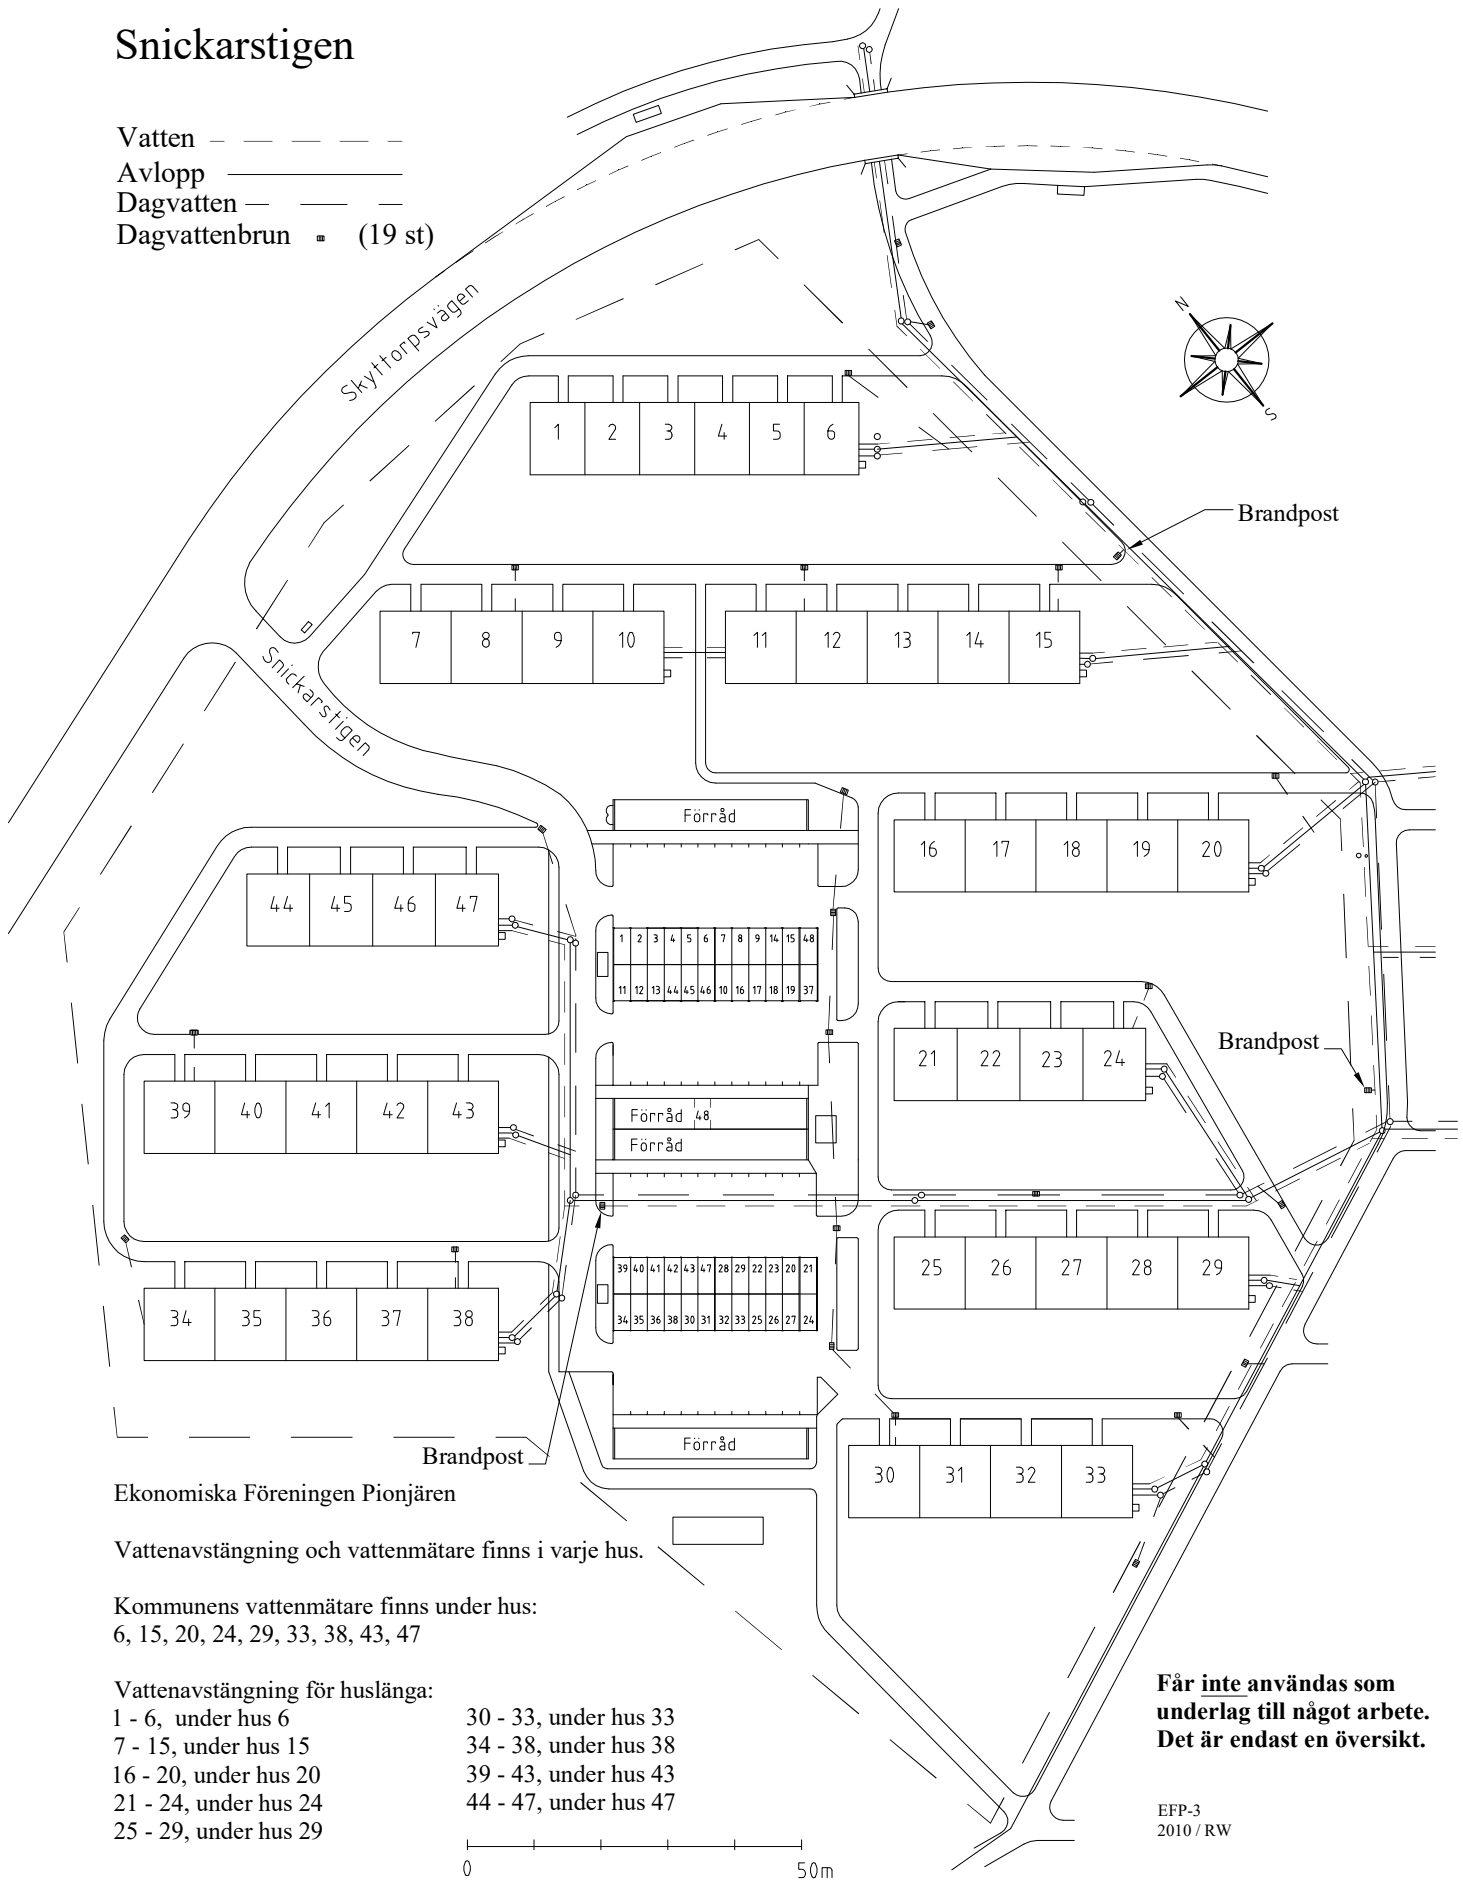 Snickarstigen
Vatten
Avlopp
Dagvatten
Dagvattenbrun (19 st)
Skyttorpsvägen
N
S
1 2 3 4 5 6
Brandpost
7 8 9 10 11 12 13 14 15
Snickarstigen
Förråd
16 17 18 19 20
44 45 46 47
1 2 3 4 5 6 7 8 9 14 15 48
11 12 13 44 45 46 10 16 17 18 19 37
Brandpost
21 22 23 24
39 40 41 42 43
Förråd 48
Förråd
25 26 27 28 29
39 40 41 42 43 47 28 29 22 23 20 21
34 35 36 38 30 31 32 33 25 26 27 24
34 35 36 37 38
Förråd
Brandpost
30 31 32 33
Ekonomiska Föreningen Pionjären
Vattenavstängning och vattenmätare finns i varje hus.
Kommunens vattenmätare finns under hus:
6, 15, 20, 24, 29, 33, 38, 43, 47
Vattenavstängning för huslänga:
1 - 6, under hus 6
7 - 15, under hus 15
16 - 20, under hus 20
21 - 24, under hus 24
25 - 29, under hus 29
30 - 33, under hus 33
34 - 38, under hus 38
39 - 43, under hus 43
44 - 47, under hus 47
0 50m
Får inte användas som
underlag till något arbete.
Det är endast en översikt.
EFP-3
2010 / RW